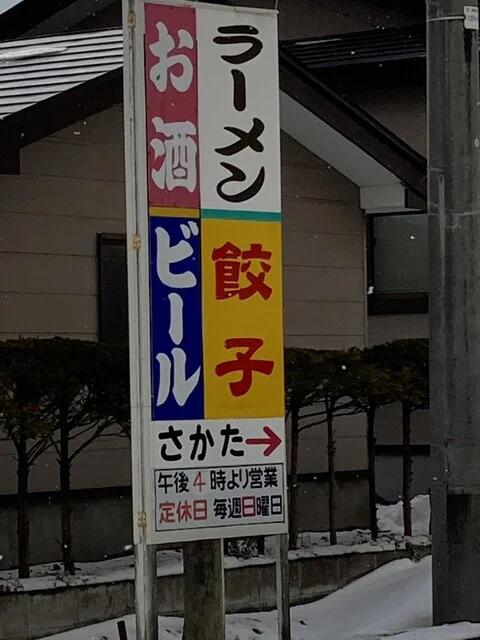 ラーメン
お酒
餃子
ビール
さかた→
午後4時より営業
定休日 毎週日曜日